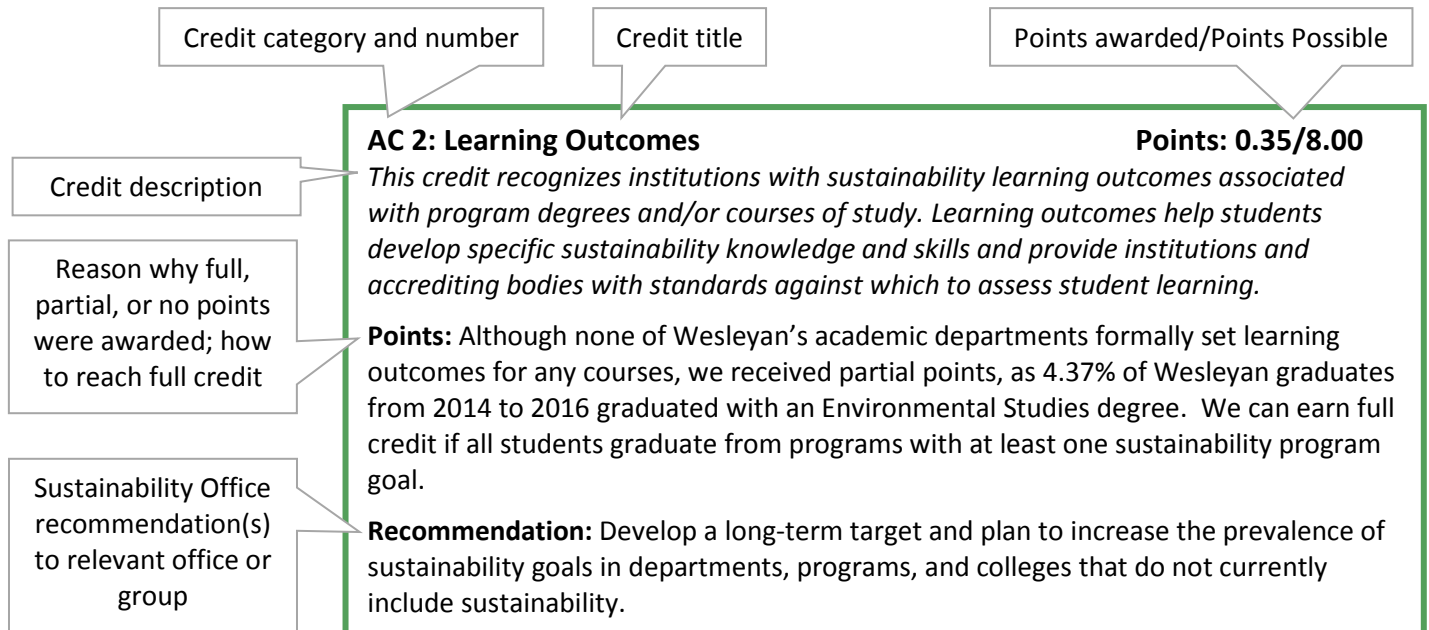 Credit category and number
Credit title
Points awarded/Points Possible
AC 2: Learning Outcomes Points: 0.35/8.00
Credit description
This credit recognizes institutions with sustainability learning outcomes associated
with program degrees and/or courses of study. Learning outcomes help students
develop specific sustainability knowledge and skills and provide institutions and
accrediting bodies with standards against which to assess student learning.
Reason why full,
partial, or no points
were awarded; how
to reach full credit
Points: Although none of Wesleyan’s academic departments formally set learning
outcomes for any courses, we received partial points, as 4.37% of Wesleyan graduates
from 2014 to 2016 graduated with an Environmental Studies degree.  We can earn full
credit if all students graduate from programs with at least one sustainability program
goal.
Sustainability Office
recommendation(s)
to relevant office or
group
Recommendation: Develop a long-term target and plan to increase the prevalence of
sustainability goals in departments, programs, and colleges that do not currently
include sustainability.